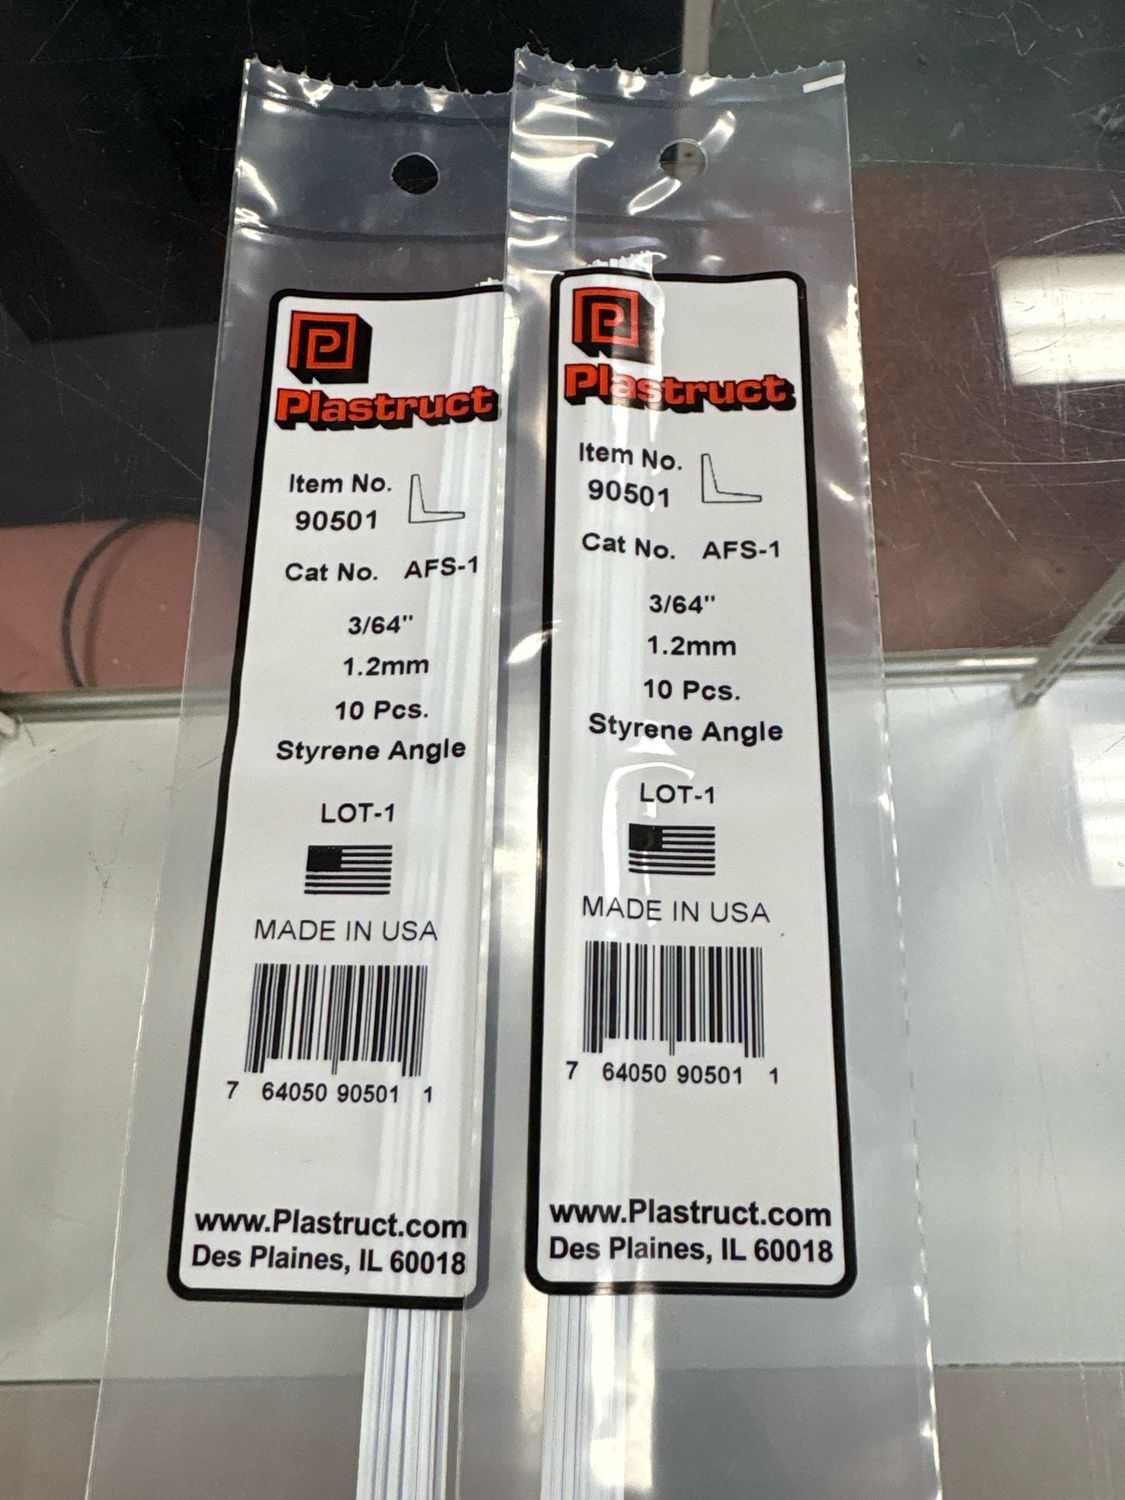 Plastruct
Item No.
90501
Cat No. AFS-1
3/64"
1.2mm
10 Pcs.
Styrene Angle
LOT-1
MADE IN USA
7 64050 90501 1
www.Plastruct.com
Des Plaines, IL 60018
Plastruct
Item No.
90501
Cat No. AFS-1
3/64"
1.2mm
10 Pcs.
Styrene Angle
LOT-1
MADE IN USA
7 64050 90501 1
www.Plastruct.com
Des Plaines, IL 60018